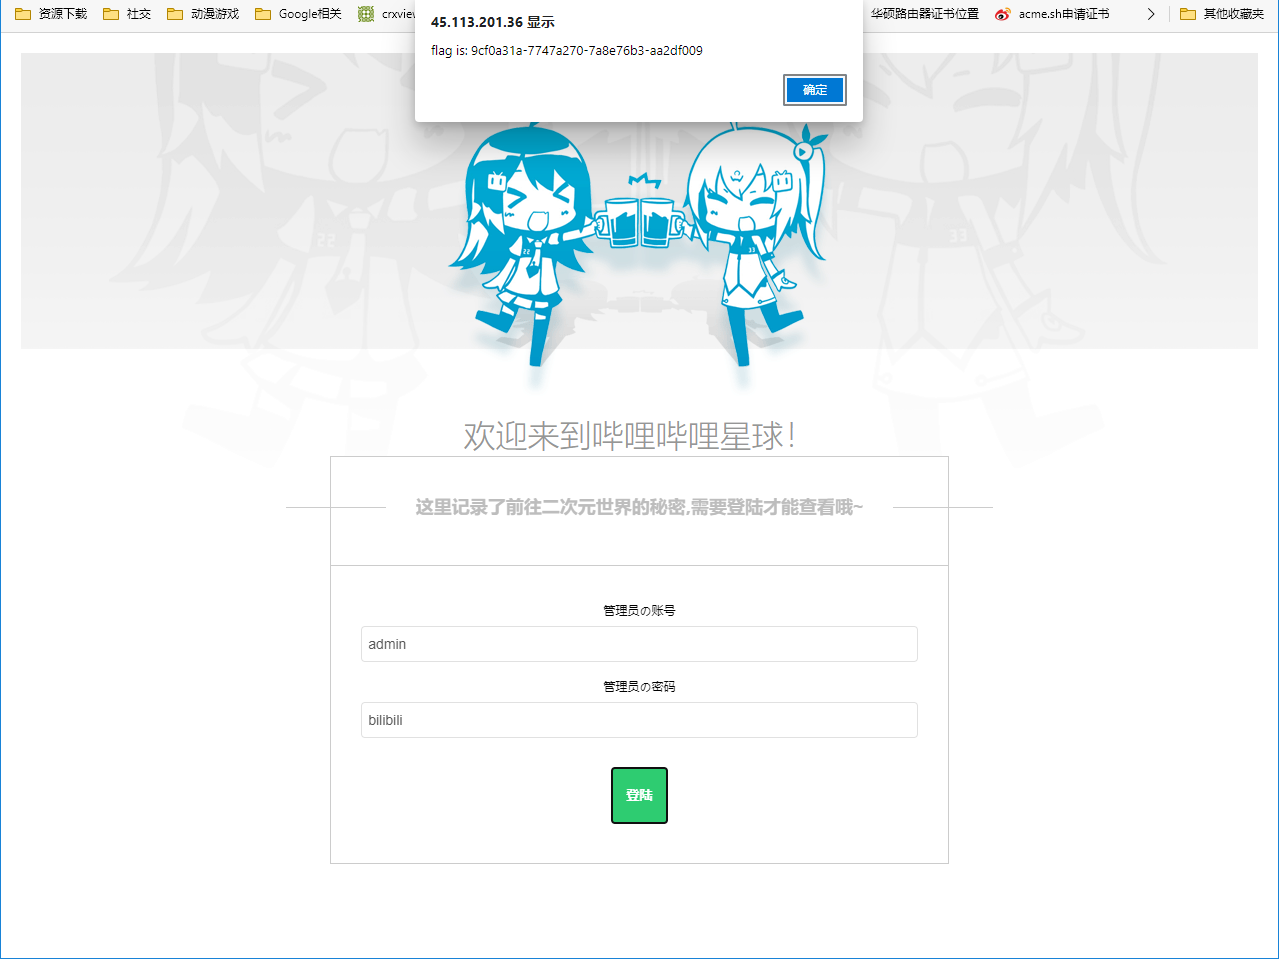 资源下载 社交 动漫游戏 Google相关 crxview 华硕路由器证书位置 acme.sh申请证书 其他收藏夹
45.113.201.36 显示
flag is: 9cf0a31a-7747a270-7a8e76b3-aa2df009
确定
22 33
22 33
欢迎来到哔哩哔哩星球!
这里记录了前往二次元世界的秘密,需要登陆才能查看哦~
管理员の账号
admin
管理员の密码
bilibili
登陆